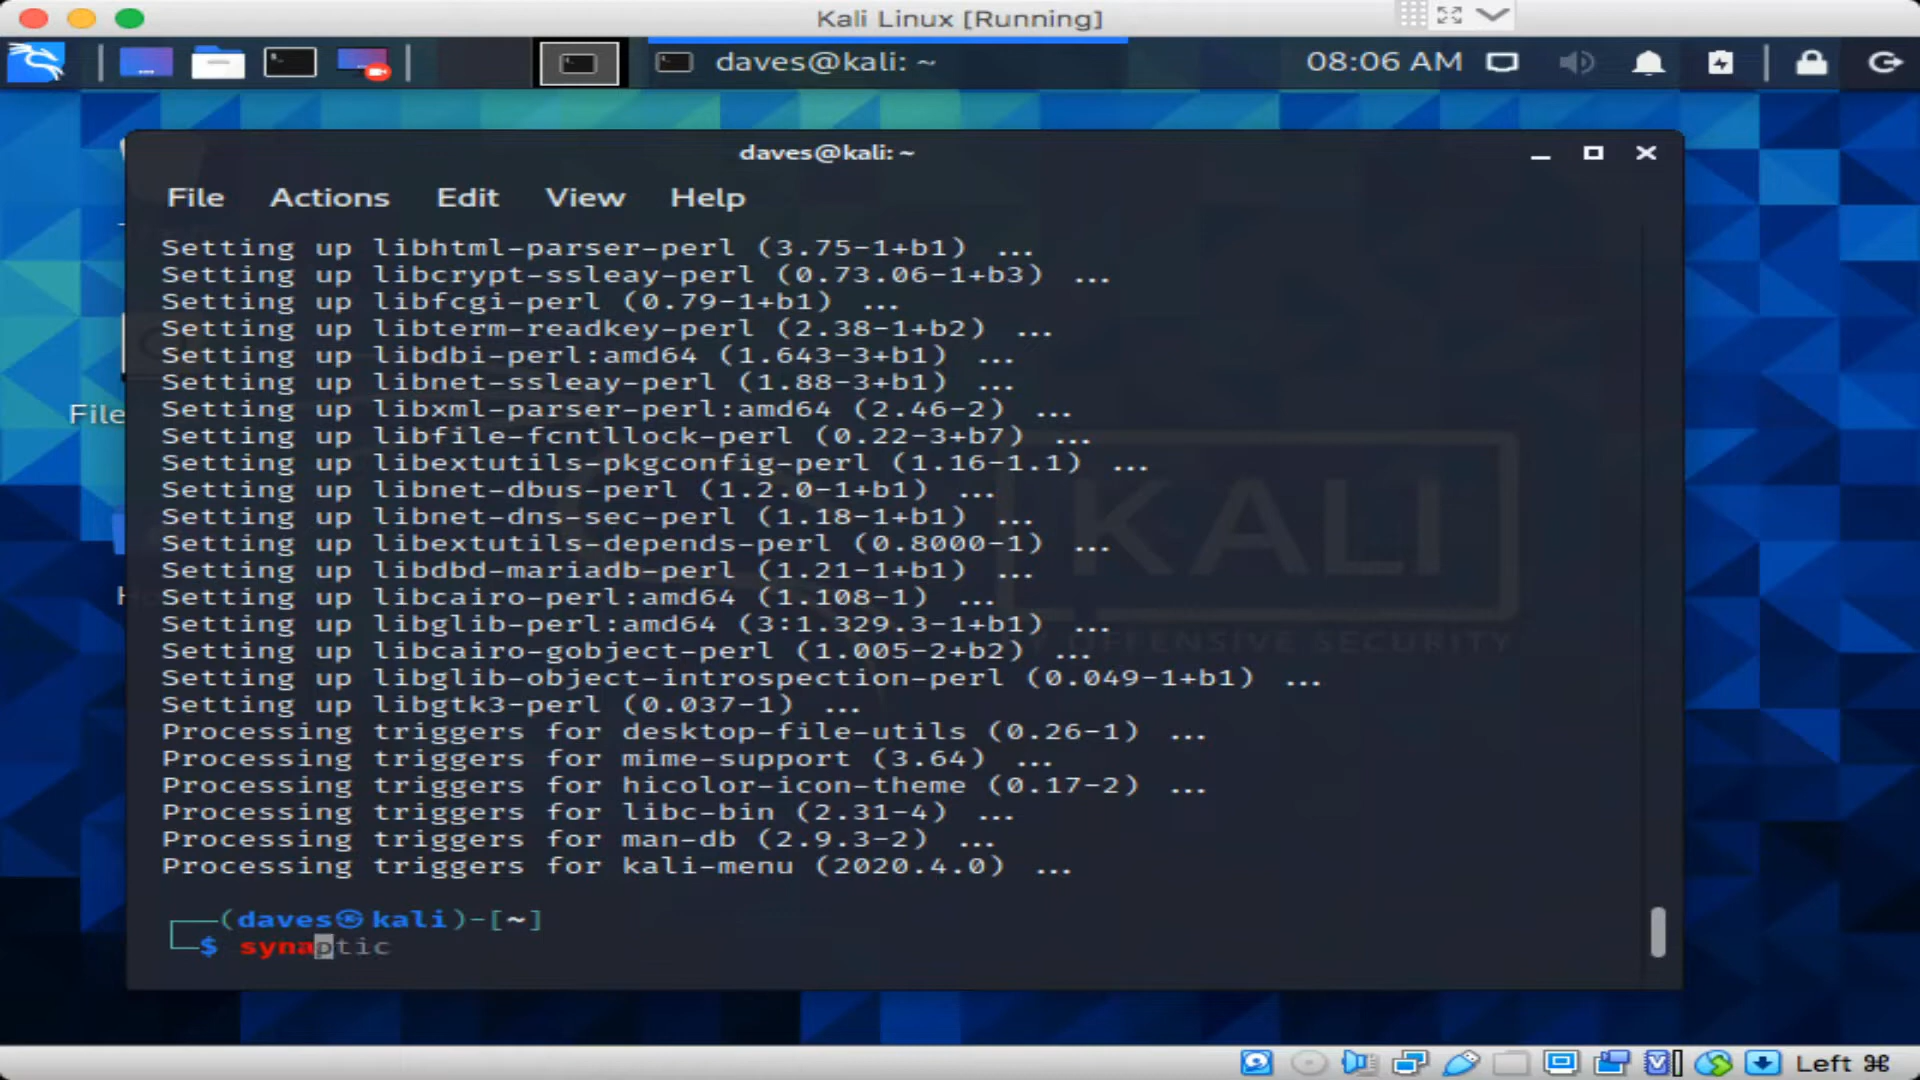 Kali Linux [Running]
daves@kali: ~
08:06 AM
daves@kali: ~
File Actions Edit View Help
Setting up libhtml-parser-perl (3.75-1+b1) ...
Setting up libcrypt-ssleay-perl (0.73.06-1+b3) ...
Setting up libfcgi-perl (0.79-1+b1) ...
Setting up libterm-readkey-perl (2.38-1+b2) ...
Setting up libdbi-perl:amd64 (1.643-3+b1) ...
Setting up libnet-ssleay-perl (1.88-3+b1) ...
Setting up libxml-parser-perl:amd64 (2.46-2) ...
Setting up libfile-fcntllock-perl (0.22-3+b7) ...
Setting up libextutils-pkgconfig-perl (1.16-1.1) ...
Setting up libnet-dbus-perl (1.2.0-1+b1) ...
Setting up libnet-dns-sec-perl (1.18-1+b1) ...
Setting up libextutils-depends-perl (0.8000-1) ...
Setting up libdbd-mariadb-perl (1.21-1+b1) ...
Setting up libcairo-perl:amd64 (1.108-1) ...
Setting up libglib-perl:amd64 (3:1.329.3-1+b1) ...
Setting up libcairo-gobject-perl (1.005-2+b2) ...
Setting up libglib-object-introspection-perl (0.049-1+b1) ...
Setting up libgtk3-perl (0.037-1) ...
Processing triggers for desktop-file-utils (0.26-1) ...
Processing triggers for mime-support (3.64) ...
Processing triggers for hicolor-icon-theme (0.17-2) ...
Processing triggers for libc-bin (2.31-4) ...
Processing triggers for man-db (2.9.3-2) ...
Processing triggers for kali-menu (2020.4.0) ...
┌──(daves㉿kali)-[~]
└─$ synaptic
KALI
OFFENSIVE SECURITY
File
Left ⌘